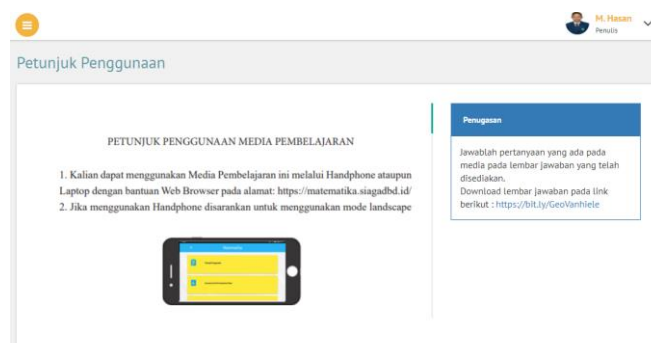 M. Hasan
Penulis
Petunjuk Penggunaan
PETUNJUK PENGGUNAAN MEDIA PEMBELAJARAN
1. Kalian dapat menggunakan Media Pembelajaran ini melalui Handphone ataupun
Laptop dengan bantuan Web Browser pada alamat: https://matematika.siagadbd.id/
2. Jika menggunakan Handphone disarankan untuk menggunakan mode landscape
Penugasan
Jawablah pertanyaan yang ada pada
media pada lembar jawaban yang telah
disediakan.
Download lembar jawaban pada link
berikut : https://bit.ly/GeoVanhiele